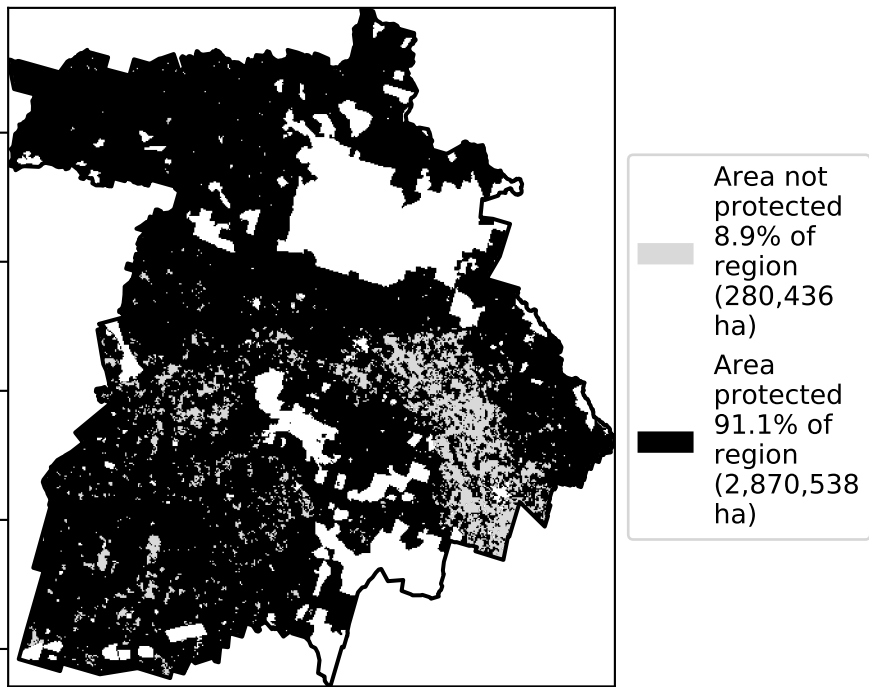 Area not
protected
8.9% of
region
(280,436
ha)
Area
protected
91.1% of
region
(2,870,538
ha)